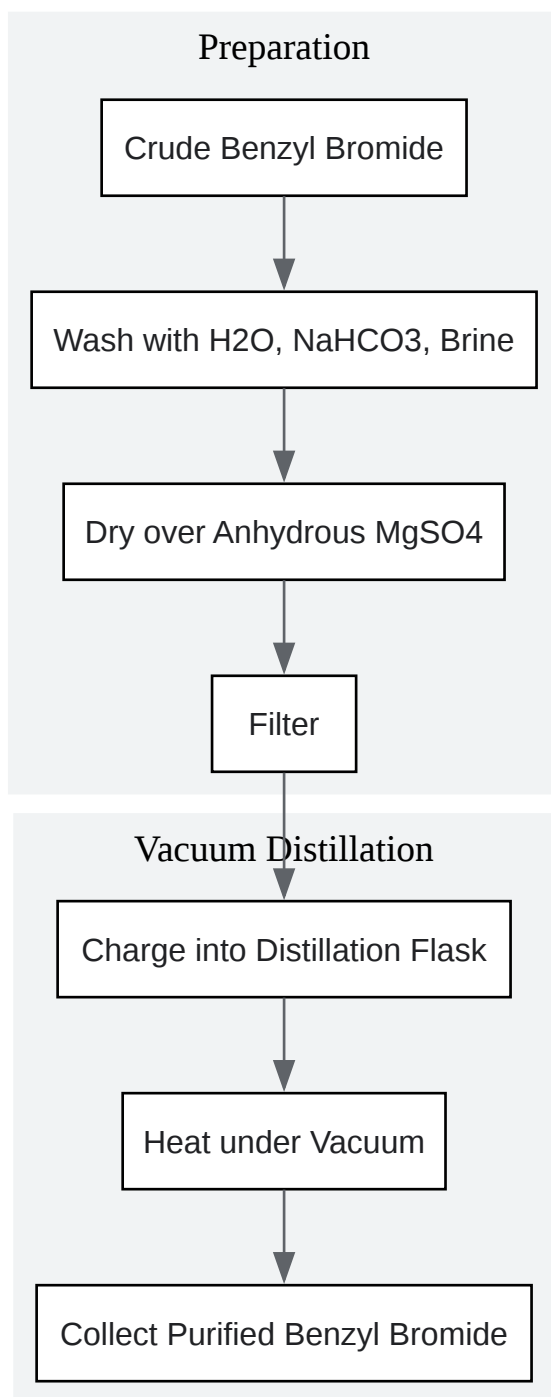 Preparation
Crude Benzyl Bromide
Wash with H2O, NaHCO3, Brine
Dry over Anhydrous MgSO4
Filter
Vacuum Distillation
Charge into Distillation Flask
Heat under Vacuum
Collect Purified Benzyl Bromide